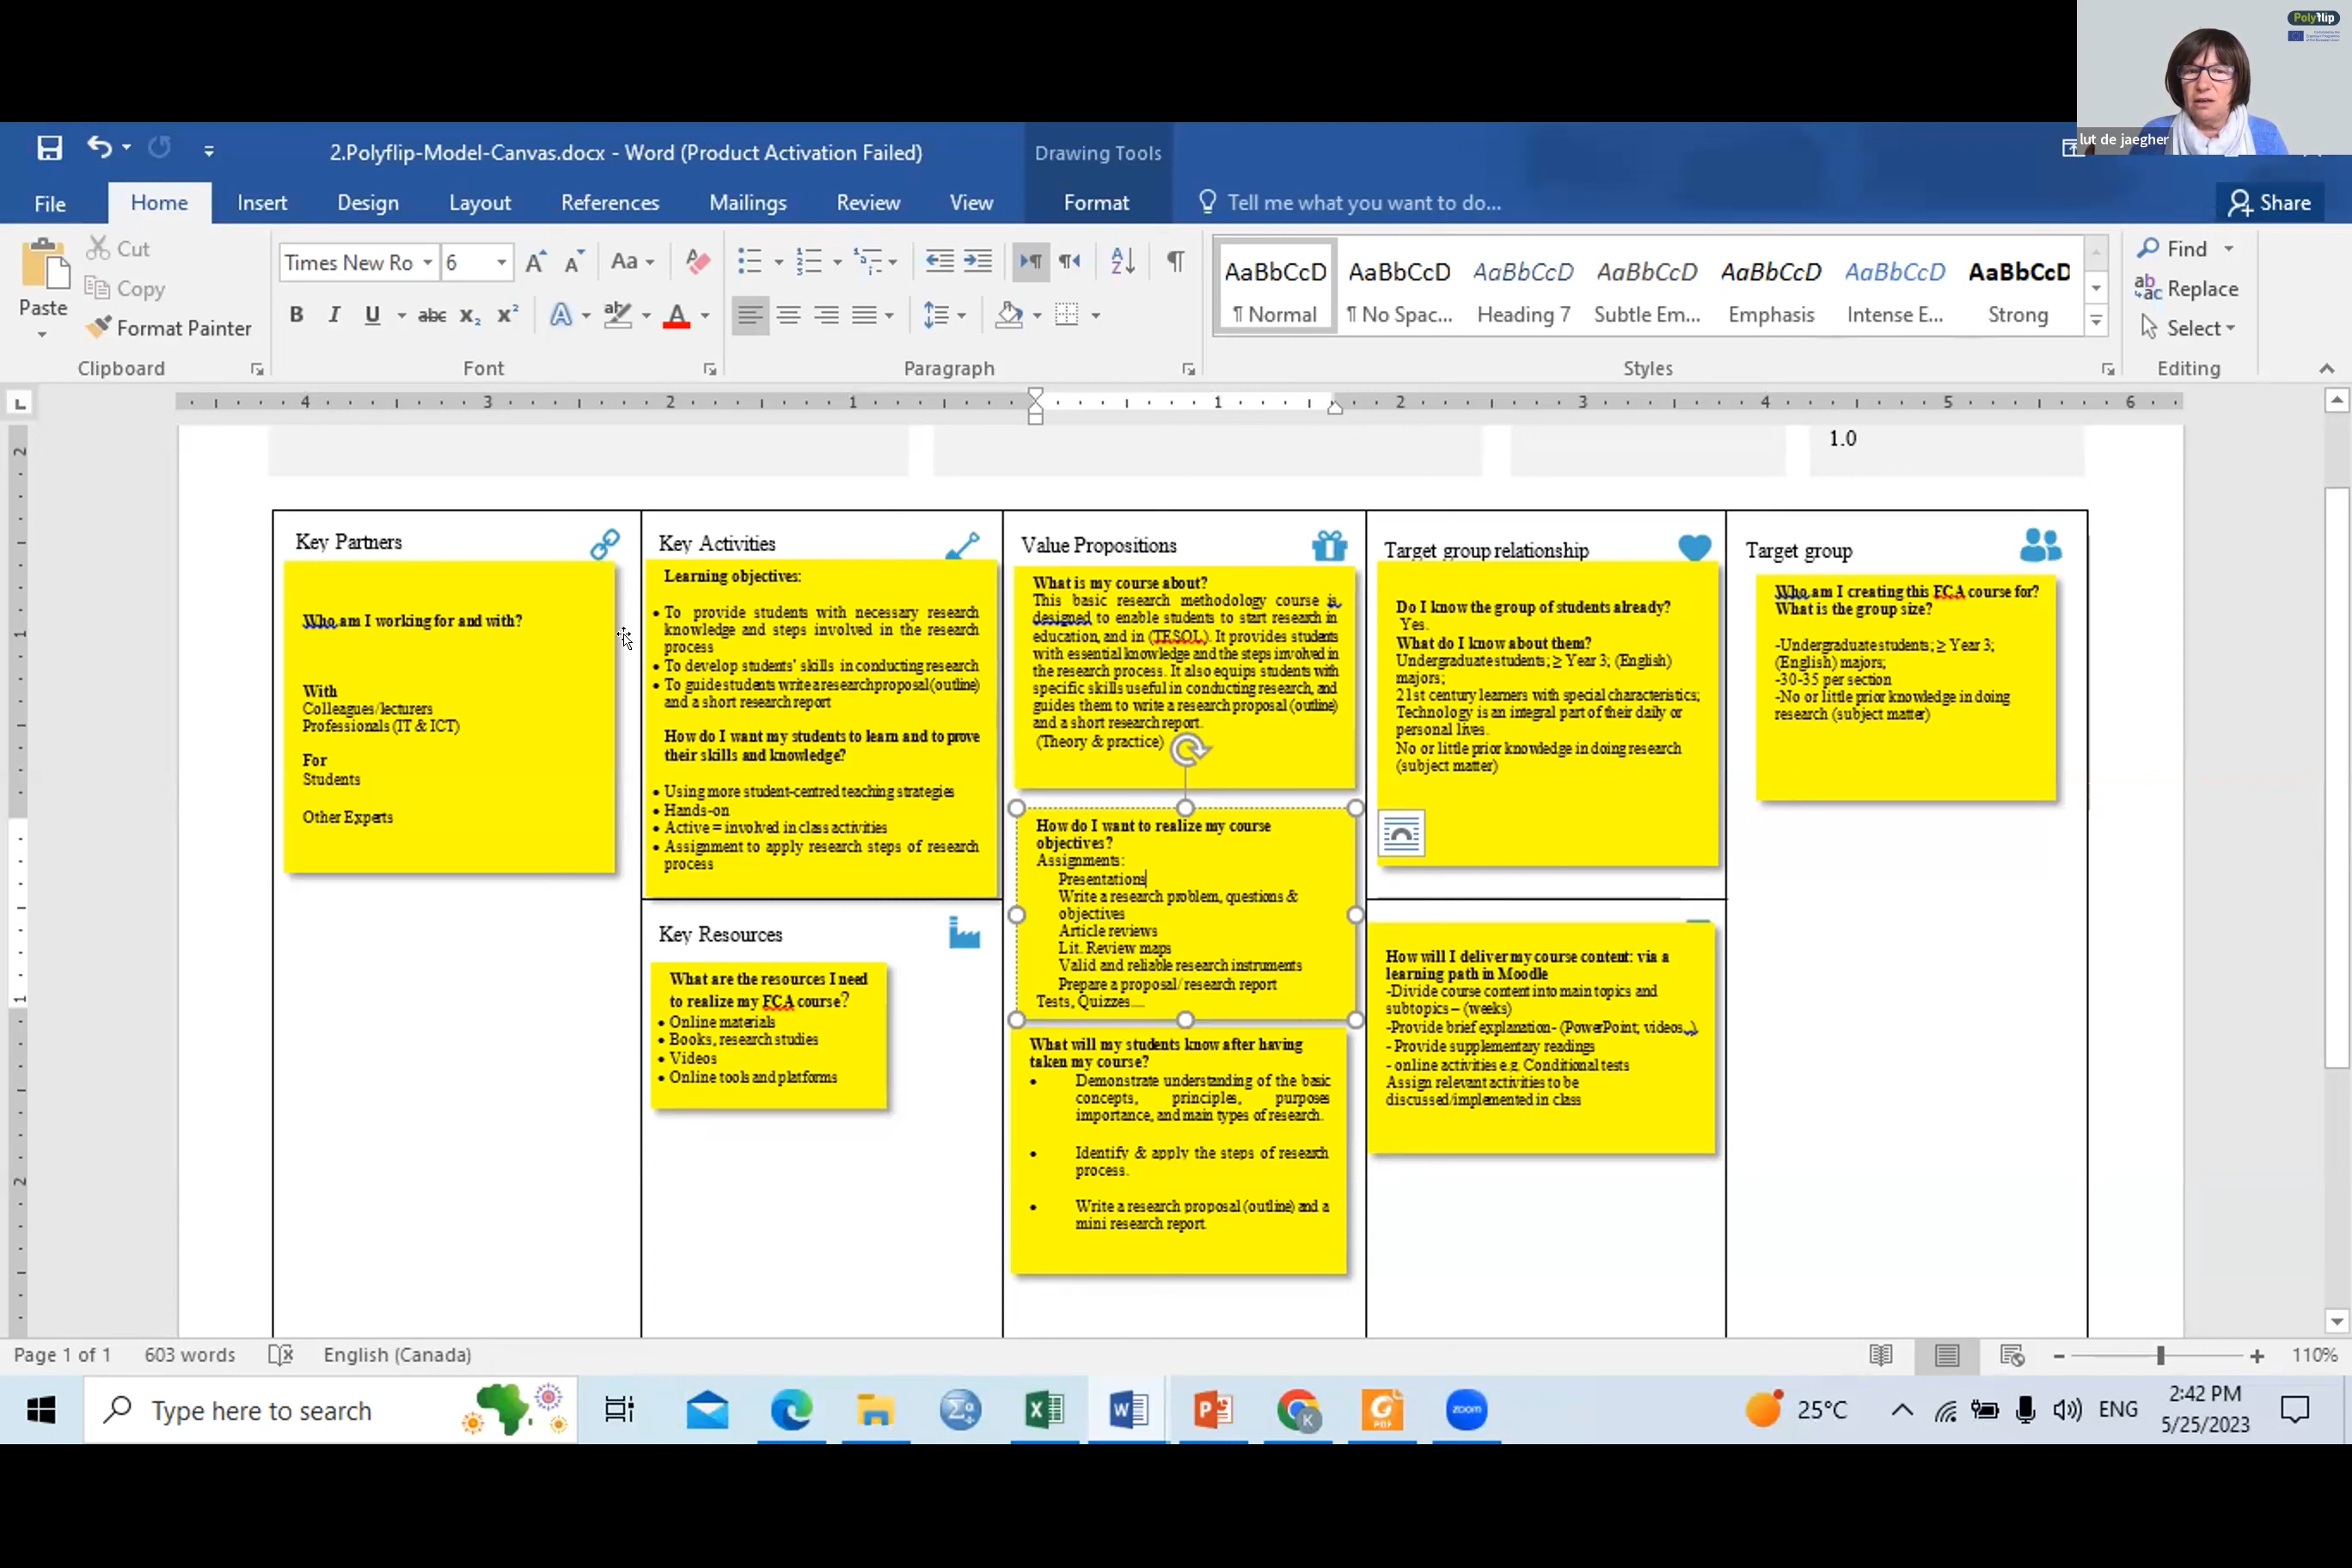 Polyflip
lut de jaegher
2.Polyflip-Model-Canvas.docx - Word (Product Activation Failed)
Drawing Tools
File
Home
Insert
Design
Layout
References
Mailings
Review
View
Format
Tell me what you want to do...
Share
Paste
Cut
Copy
Format Painter
Clipboard
Times New Ro
6
Aa
B I U abc x₂ x²
Font
Paragraph
AaBbCcD AaBbCcD AaBbCcD AaBbCcD AaBbCcD AaBbCcD AaBbCcD
¶ Normal ¶ No Spac... Heading 7 Subtle Em... Emphasis Intense E... Strong
Styles
Find
Replace
Select
Editing
4 3 2 1 1 2 3 4 5 6
1.0
Key Partners
Who am I working for and with?
With
Colleagues/lecturers
Professionals (IT & ICT)
For
Students
Other Experts
Key Activities
Learning objectives:
• To provide students with necessary research
knowledge and steps involved in the research
process
• To develop students' skills in conducting research
• To guide students write a research proposal (outline)
and a short research report
How do I want my students to learn and to prove
their skills and knowledge?
• Using more student-centred teaching strategies
• Hands-on
• Active = involved in class activities
• Assignment to apply research steps of research
process
Key Resources
What are the resources I need
to realize my FCA course?
• Online materials
• Books, research studies
• Videos
• Online tools and platforms
Value Propositions
What is my course about?
This basic research methodology course is
designed to enable students to start research in
education, and in (TESOL). It provides students
with essential knowledge and the steps involved in
the research process. It also equips students with
specific skills useful in conducting research, and
guides them to write a research proposal (outline)
and a short research report.
(Theory & practice)
How do I want to realize my course
objectives?
Assignments:
Presentations
Write a research problem, questions &
objectives
Article reviews
Lit. Review maps
Valid and reliable research instruments
Prepare a proposal/ research report
Tests, Quizzes....
What will my students know after having
taken my course?
• Demonstrate understanding of the basic
concepts, principles, purposes
importance, and main types of research.
• Identify & apply the steps of research
process.
• Write a research proposal (outline) and a
mini research report
Target group relationship
Do I know the group of students already?
Yes.
What do I know about them?
Undergraduate students; ≥ Year 3; (English)
majors;
21st century learners with special characteristics;
Technology is an integral part of their daily or
personal lives.
No or little prior knowledge in doing research
(subject matter)
How will I deliver my course content: via a
learning path in Moodle
-Divide course content into main topics and
subtopics – (weeks)
-Provide brief explanation- (PowerPoint; videos..)
- Provide supplementary readings
- online activities e.g. Conditional tests
Assign relevant activities to be
discussed/implemented in class
Target group
Who am I creating this FCA course for?
What is the group size?
-Undergraduate students; ≥ Year 3;
(English) majors;
-30-35 per section
-No or little prior knowledge in doing
research (subject matter)
Page 1 of 1
603 words
English (Canada)
110%
Type here to search
zoom
25°C
ENG
2:42 PM
5/25/2023